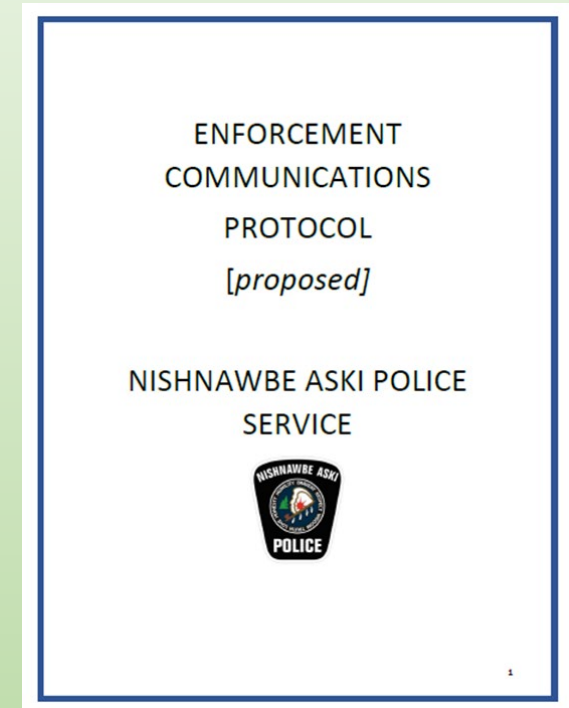 ENFORCEMENT
COMMUNICATIONS
PROTOCOL
[proposed]
NISHNAWBE ASKI POLICE
SERVICE
NISHNAWBE ASKI
POLICE
1